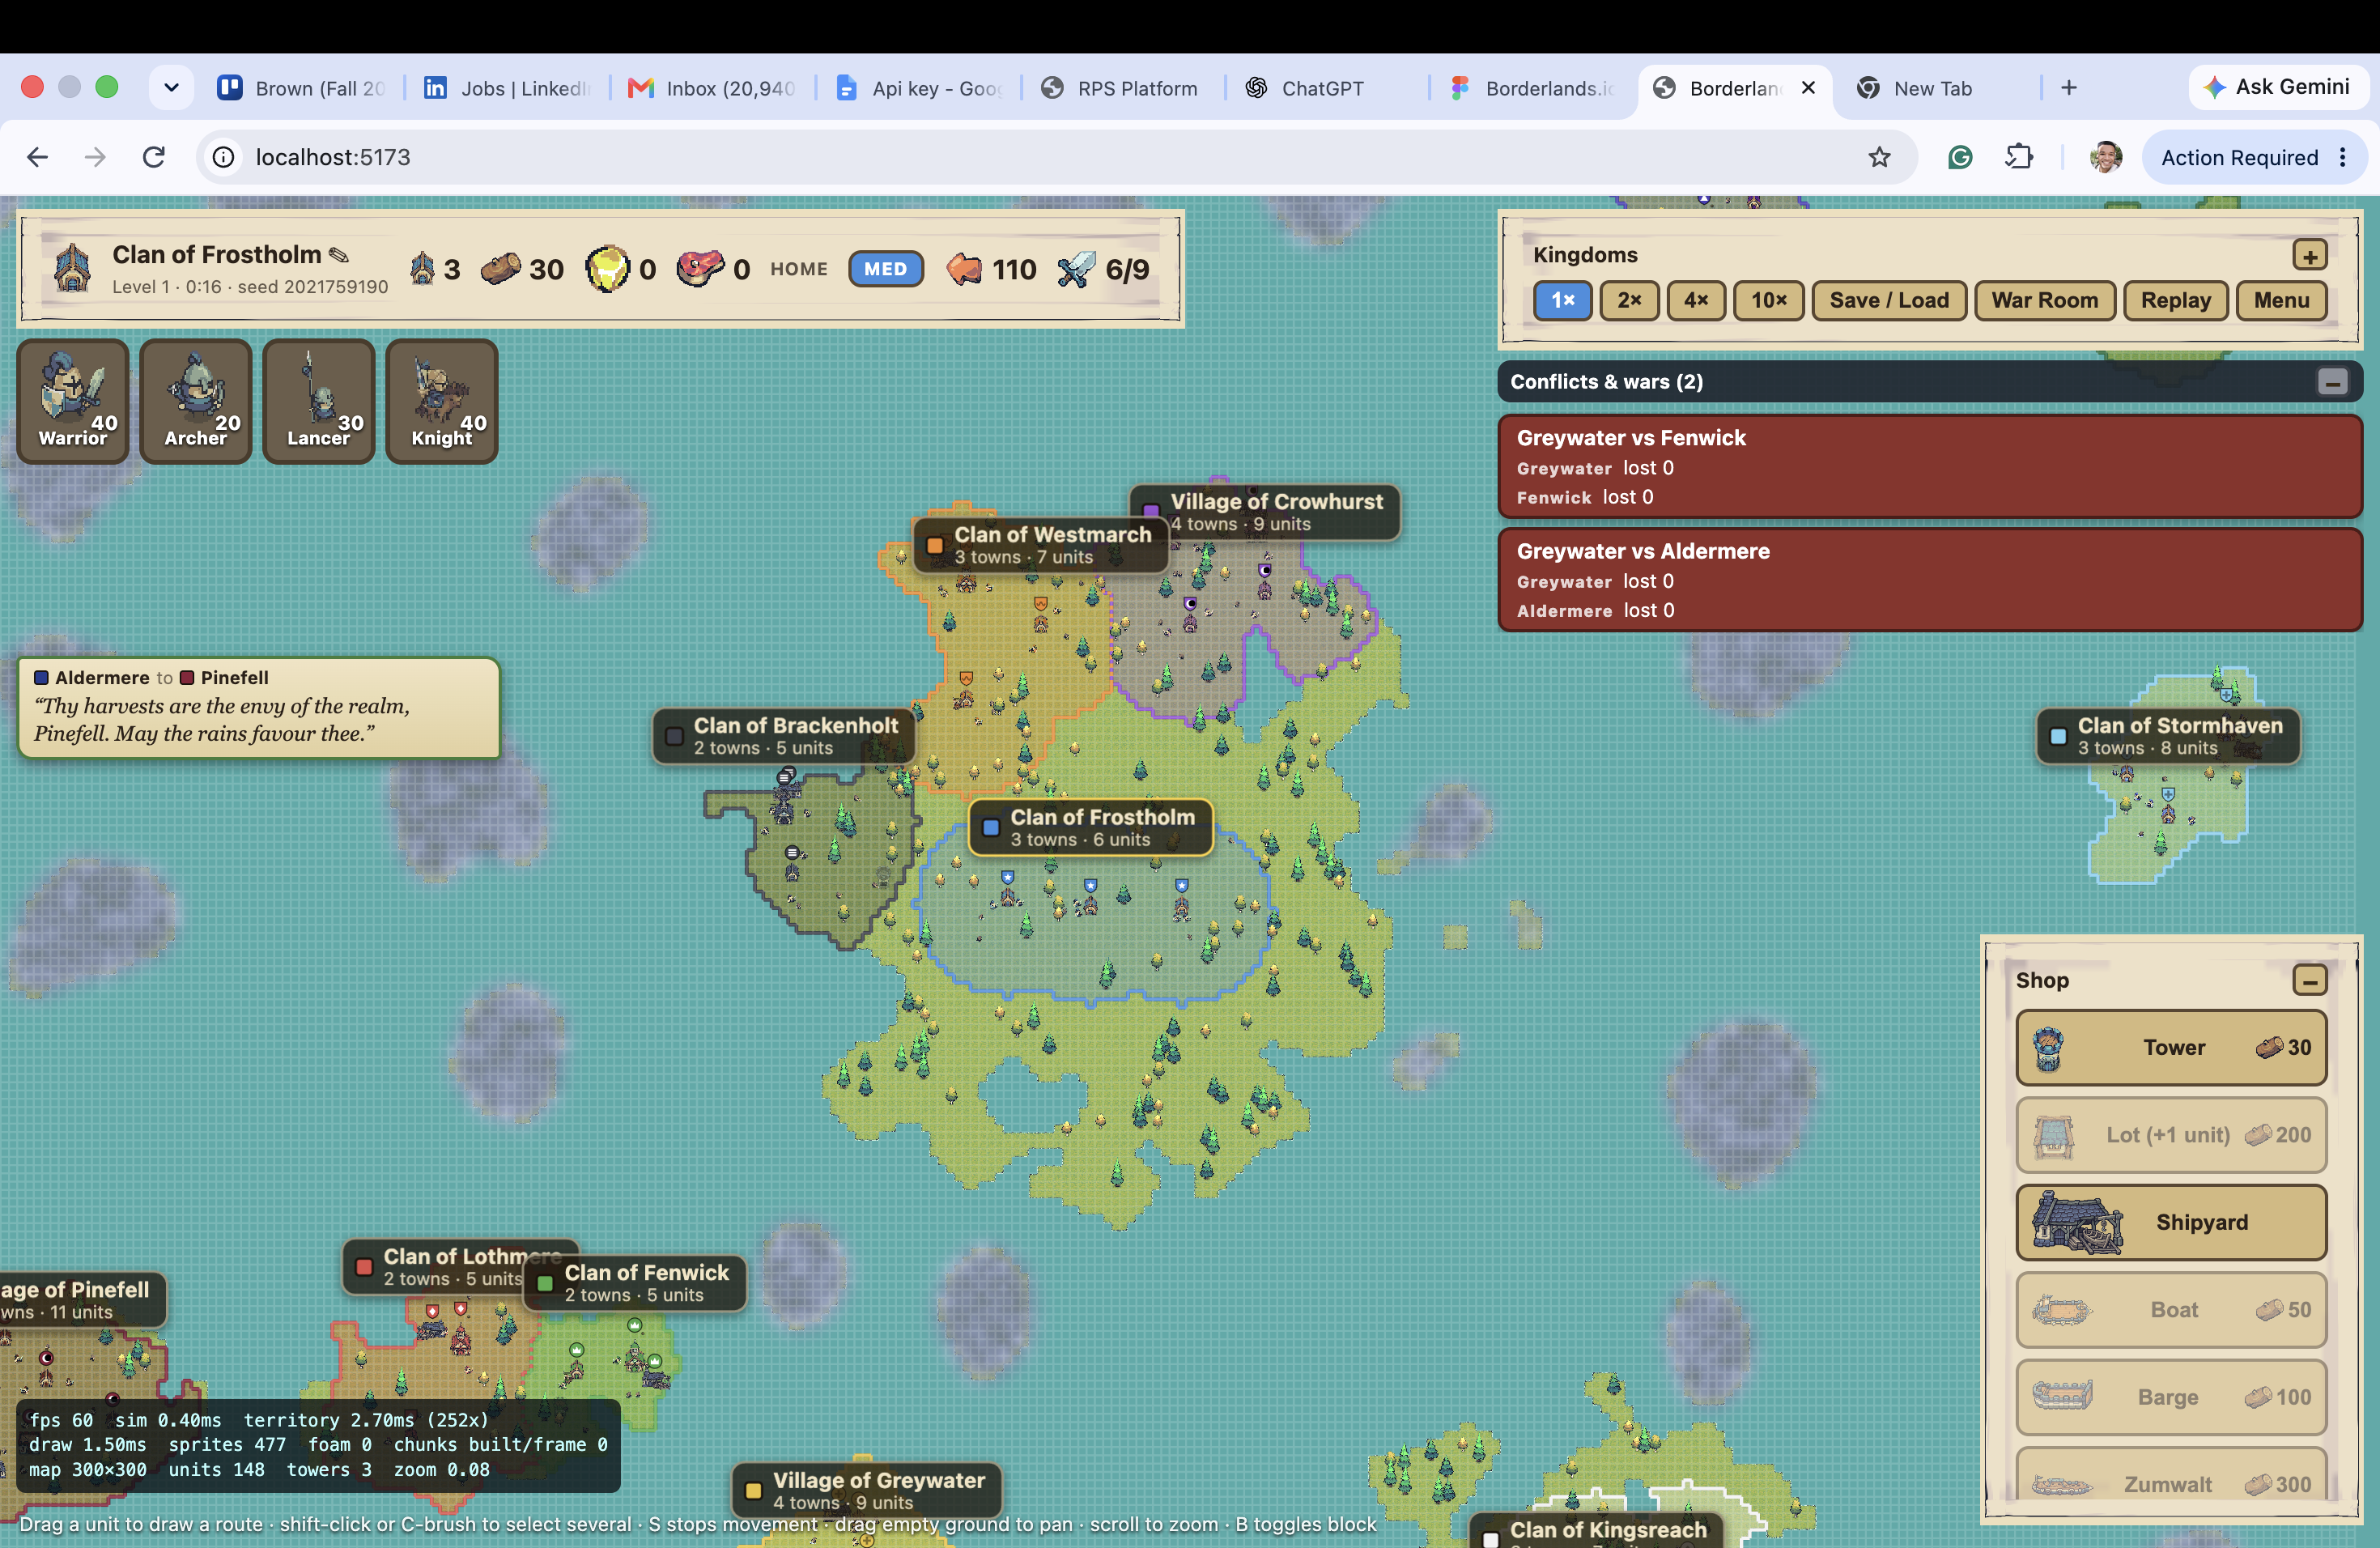 Brown (Fall 20
Jobs | LinkedIn
Inbox (20,940
Api key - Goog
RPS Platform
ChatGPT
Borderlands.io
Borderlan
New Tab
Ask Gemini
localhost:5173
Action Required
Clan of Frostholm
Level 1 · 0:16 · seed 2021759190
3
30
0
0
HOME
MED
110
6/9
40
Warrior
20
Archer
30
Lancer
40
Knight
Kingdoms
+
1×
2×
4×
10×
Save / Load
War Room
Replay
Menu
Conflicts & wars (2)
Greywater vs Fenwick
Greywater lost 0
Fenwick lost 0
Greywater vs Aldermere
Greywater lost 0
Aldermere lost 0
Aldermere to Pinefell
“Thy harvests are the envy of the realm,
Pinefell. May the rains favour thee.”
Village of Crowhurst
4 towns · 9 units
Clan of Westmarch
3 towns · 7 units
Clan of Brackenholt
2 towns · 5 units
Clan of Stormhaven
3 towns · 8 units
Clan of Frostholm
3 towns · 6 units
Shop
Tower 30
Lot (+1 unit) 200
Shipyard
Boat 50
Barge 100
Zumwalt 300
Clan of Lothmere
2 towns · 5 units
Clan of Fenwick
2 towns · 5 units
age of Pinefell
wns · 11 units
fps 60 sim 0.40ms territory 2.70ms (252x)
draw 1.50ms sprites 477 foam 0 chunks built/frame 0
map 300×300 units 148 towers 3 zoom 0.08
Village of Greywater
4 towns · 9 units
Drag a unit to draw a route · shift-click or C-brush to select several · S stops movement · drag empty ground to pan · scroll to zoom · B toggles block
Clan of Kingsreach